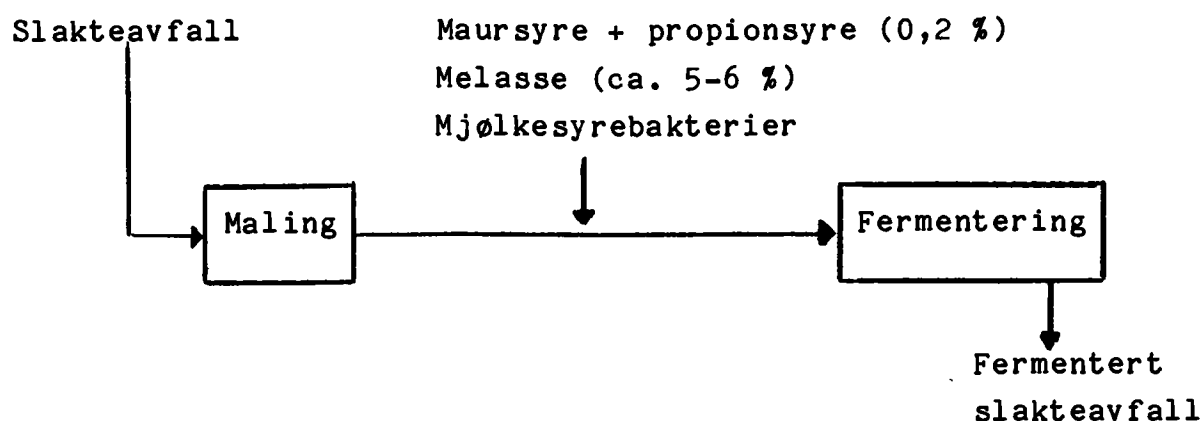 Slakteavfall
Maursyre + propionsyre (0,2 %)
Melasse (ca. 5-6 %)
Mjølkesyrebakterier
Maling
Fermentering
Fermentert
slakteavfall